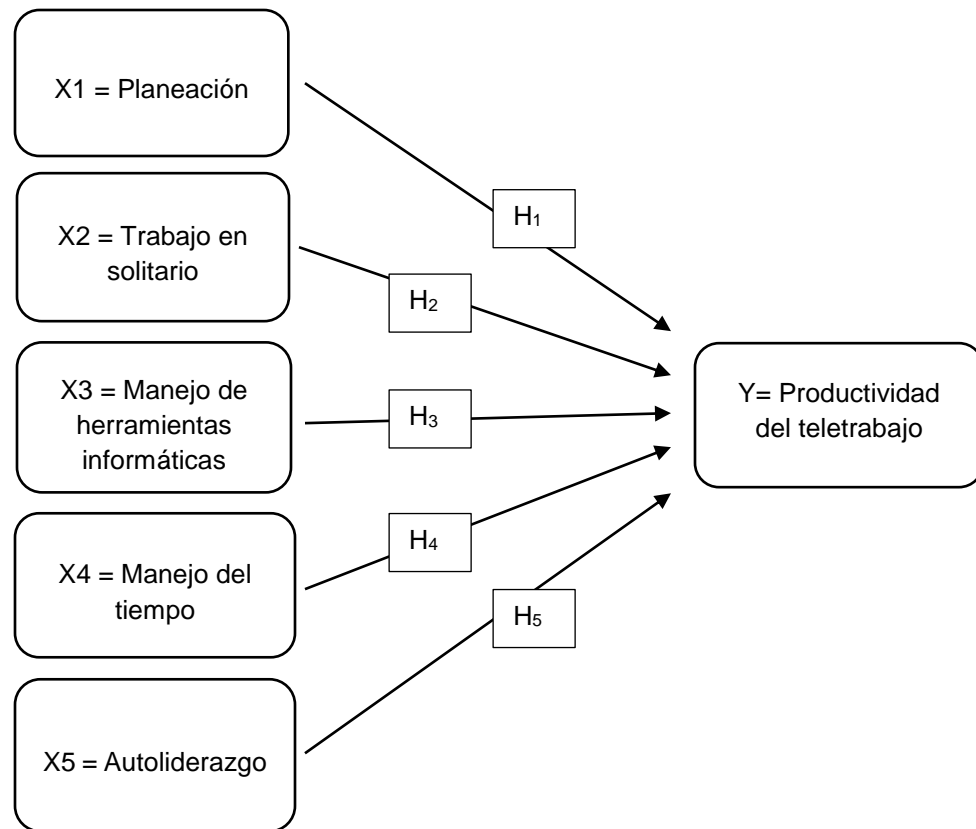 X1 = Planeación
H₁
X2 = Trabajo en
solitario
H₂
X3 = Manejo de
herramientas
informáticas
H₃
Y= Productividad
del teletrabajo
X4 = Manejo del
tiempo
H₄
H₅
X5 = Autoliderazgo